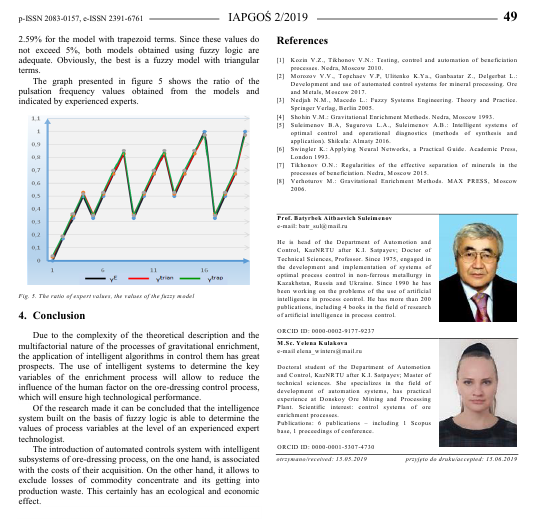 p-ISSN 2083-0157, e-ISSN 2391-6761
IAPGOŚ 2/2019
49
2.59% for the model with trapezoid terms. Since these values do
not exceed 5%, both models obtained using fuzzy logic are
adequate. Obviously, the best is a fuzzy model with triangular
terms.
The graph presented in figure 5 shows the ratio of the
pulsation frequency values obtained from the models and
indicated by experienced experts.
1,1
1
0,9
0,8
0,7
0,6
0,5
0,4
0,3
0,2
0,1
0
1
6
11
16
γE
γtrian
γtrap
Fig. 5. The ratio of expert values, the values of the fuzzy model
4. Conclusion
Due to the complexity of the theoretical description and the
multifactorial nature of the processes of gravitational enrichment,
the application of intelligent algorithms in control them has great
prospects. The use of intelligent systems to determine the key
variables of the enrichment process will allow to reduce the
influence of the human factor on the ore-dressing control process,
which will ensure high technological performance.
Of the research made it can be concluded that the intelligence
system built on the basis of fuzzy logic is able to determine the
values of process variables at the level of an experienced expert
technologist.
The introduction of automated controls system with intelligent
subsystems of ore-dressing process, on the one hand, is associated
with the costs of their acquisition. On the other hand, it allows to
exclude losses of commodity concentrate and its getting into
production waste. This certainly has an ecological and economic
effect.
References
[1] Kozin V.Z., Tikhonov V.N.: Testing, control and automation of beneficiation
processes. Nedra, Moscow 2010.
[2] Morozov V.V., Topchaev V.P, Ulitenko K.Ya., Ganbaatar Z., Delgerbat L.:
Development and use of automated control systems for mineral processing. Ore
and Metals, Moscow 2017.
[3] Nedjah N.M., Macedo L.: Fuzzy Systems Engineering. Theory and Practice.
Springer Verlag, Berlin 2005.
[4] Shohin V.M.: Gravitational Enrichment Methods. Nedra, Moscow 1993.
[5] Suleimenov B.A, Sugurova L.A., Suleimenov A.B.: Intelligent systems of
optimal control and operational diagnostics (methods of synthesis and
application). Shikula: Almaty 2016.
[6] Swingler K.: Applying Neural Networks, a Practical Guide. Academic Press,
London 1993.
[7] Tikhonov O.N.: Regularities of the effective separation of minerals in the
processes of beneficiation. Nedra, Moscow 2015.
[8] Verhoturov M.: Gravitational Enrichment Methods. MAX PRESS, Moscow
2006.
Prof. Batyrbek Aithaevich Suleimenov
e-mail: batr_sul@mail.ru
He is head of the Department of Automation and
Control, KazNRTU after K.I. Satpayev; Doctor of
Technical Sciences, Professor. Since 1975, engaged in
the development and implementation of systems of
optimal process control in non-ferrous metallurgy in
Kazakhstan, Russia and Ukraine. Since 1990 he has
been working on the problems of the use of artificial
intelligence in process control. He has more than 200
publications, including 4 books in the field of research
of artificial intelligence in process control.
ORCID ID: 0000-0002-9177-9237
M.Sc. Yelena Kulakova
e-mail elena_winters@mail.ru
Doctoral student of the Department of Automation
and Control, KazNRTU after K.I. Satpayev; Master of
technical sciences. She specializes in the field of
development of automation systems, has practical
experience at Donskoy Ore Mining and Processing
Plant. Scientific interest: control systems of ore
enrichment processes.
Publications: 6 publications – including 1 Scopus
base, 1 proceedings of conference.
ORCID ID: 0000-0001-5307-4730
otrzymano/received: 15.05.2019
przyjęto do druku/accepted: 15.06.2019